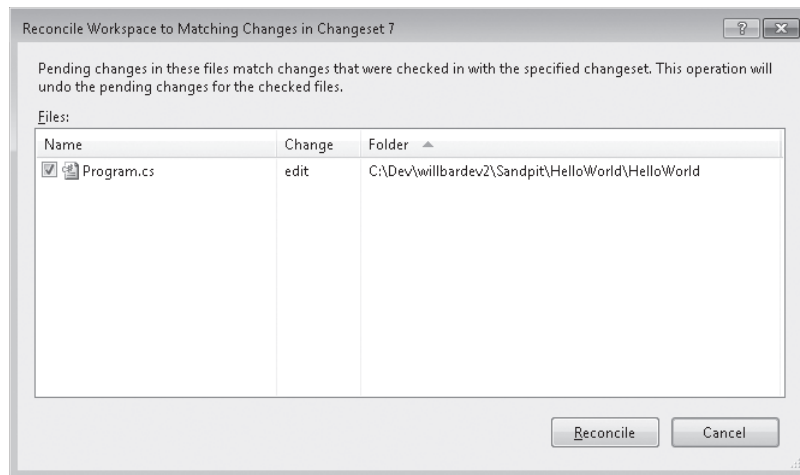 Reconcile Workspace to Matching Changes in Changeset 7
Pending changes in these files match changes that were checked in with the specified changeset. This operation will
undo the pending changes for the checked files.
Files:
Name Change Folder
Program.cs edit C:\Dev\willbardev2\Sandpit\HelloWorld\HelloWorld
Reconcile Cancel